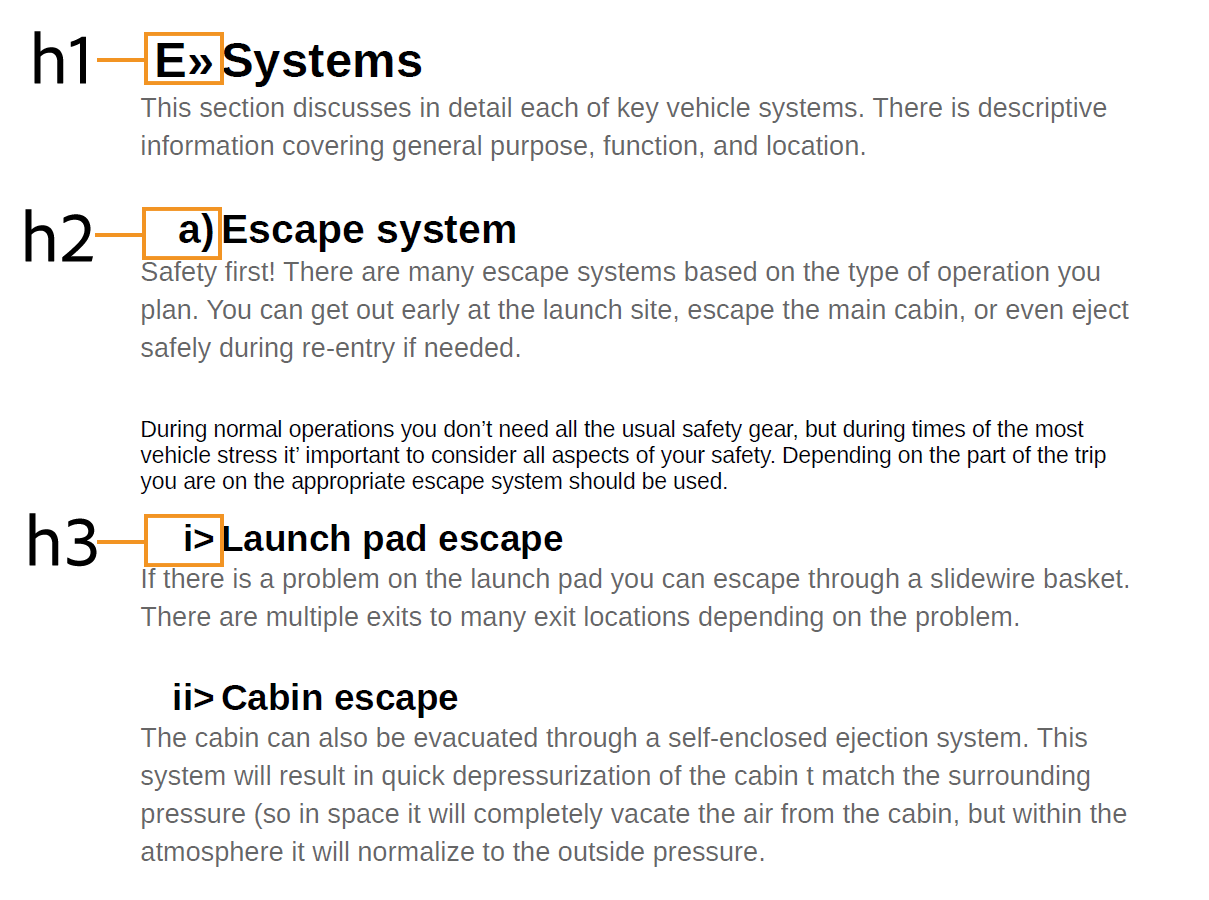 h1 E» Systems
This section discusses in detail each of key vehicle systems. There is descriptive
information covering general purpose, function, and location.
h2 a) Escape system
Safety first! There are many escape systems based on the type of operation you
plan. You can get out early at the launch site, escape the main cabin, or even eject
safely during re-entry if needed.
During normal operations you don’t need all the usual safety gear, but during times of the most
vehicle stress it’ important to consider all aspects of your safety. Depending on the part of the trip
you are on the appropriate escape system should be used.
h3 i> Launch pad escape
If there is a problem on the launch pad you can escape through a slidewire basket.
There are multiple exits to many exit locations depending on the problem.
ii> Cabin escape
The cabin can also be evacuated through a self-enclosed ejection system. This
system will result in quick depressurization of the cabin t match the surrounding
pressure (so in space it will completely vacate the air from the cabin, but within the
atmosphere it will normalize to the outside pressure.